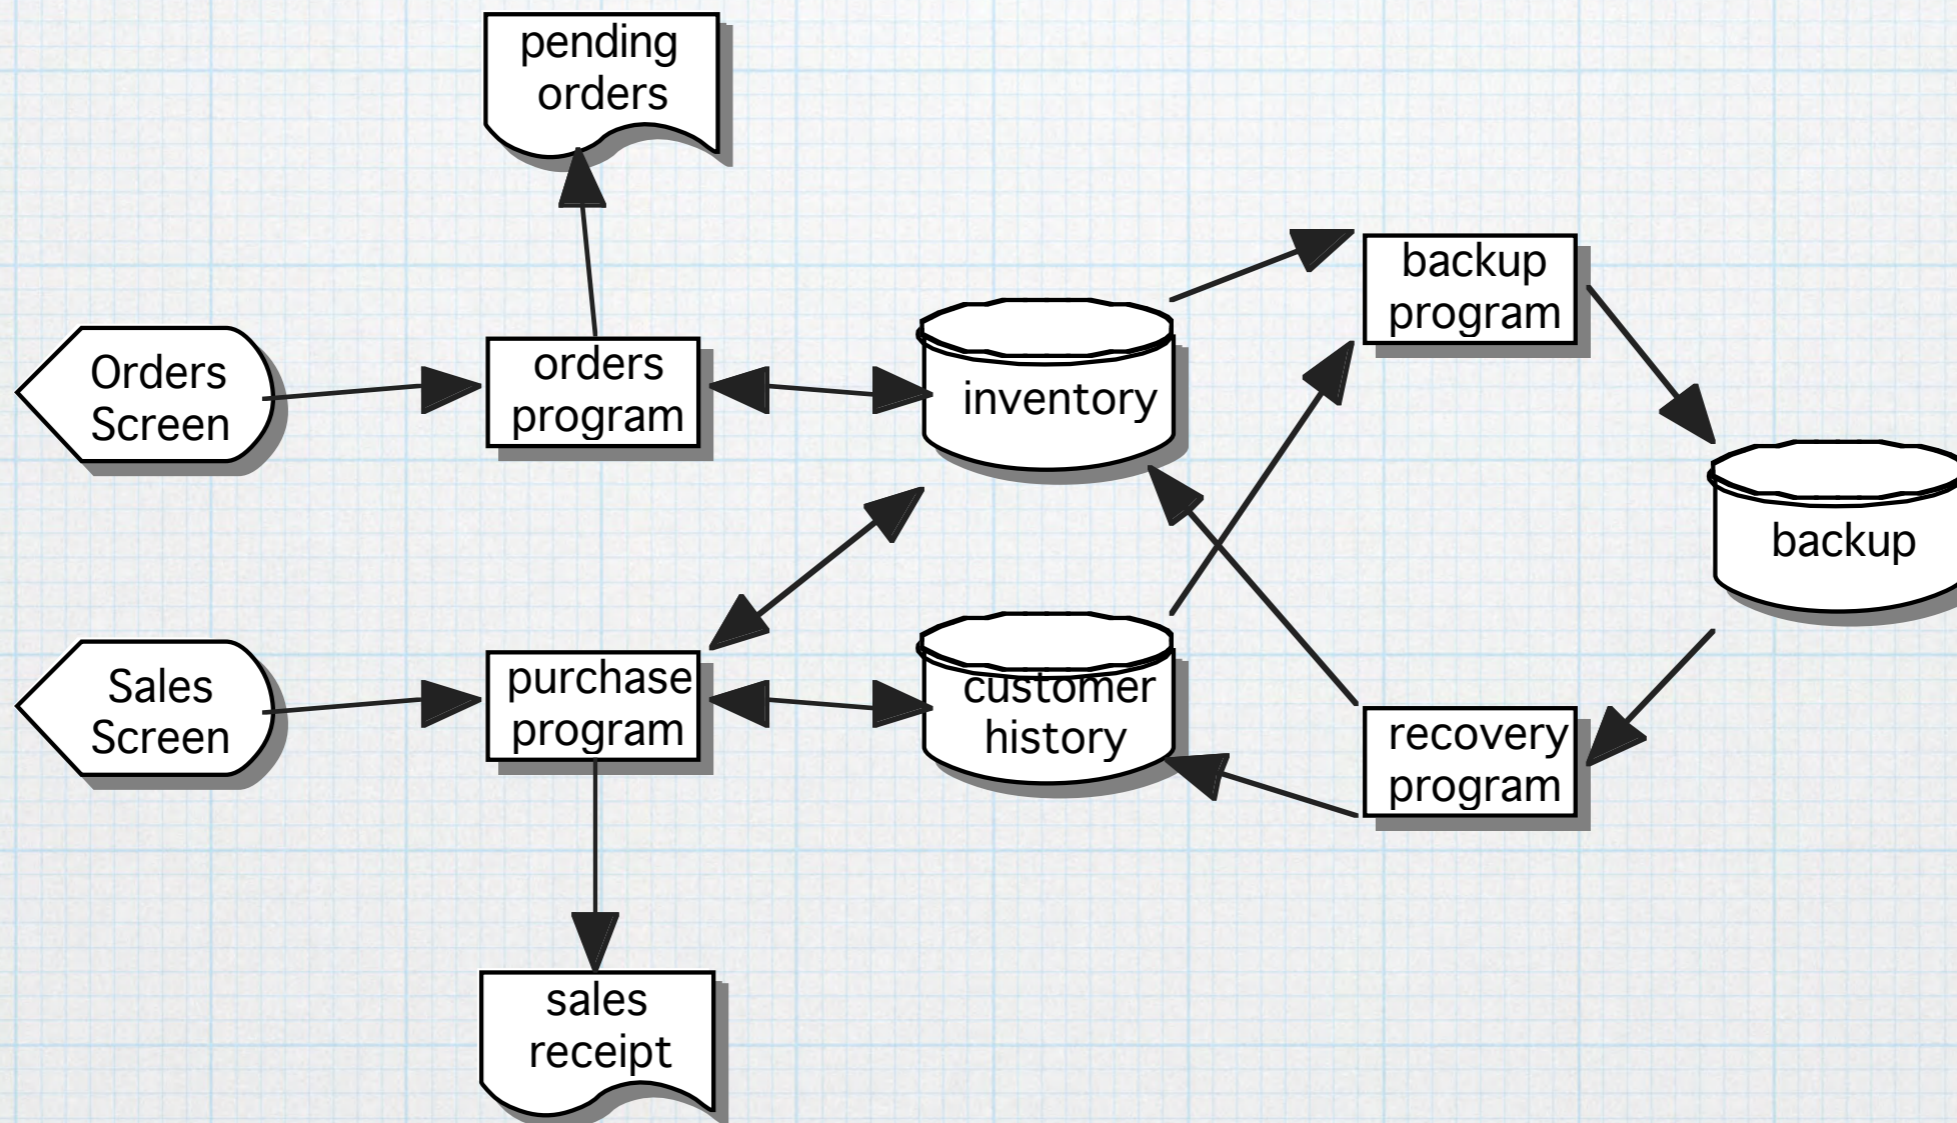 pending
orders
backup
program
Orders
Screen
orders
program
inventory
backup
Sales
Screen
purchase
program
customer
history
recovery
program
sales
receipt